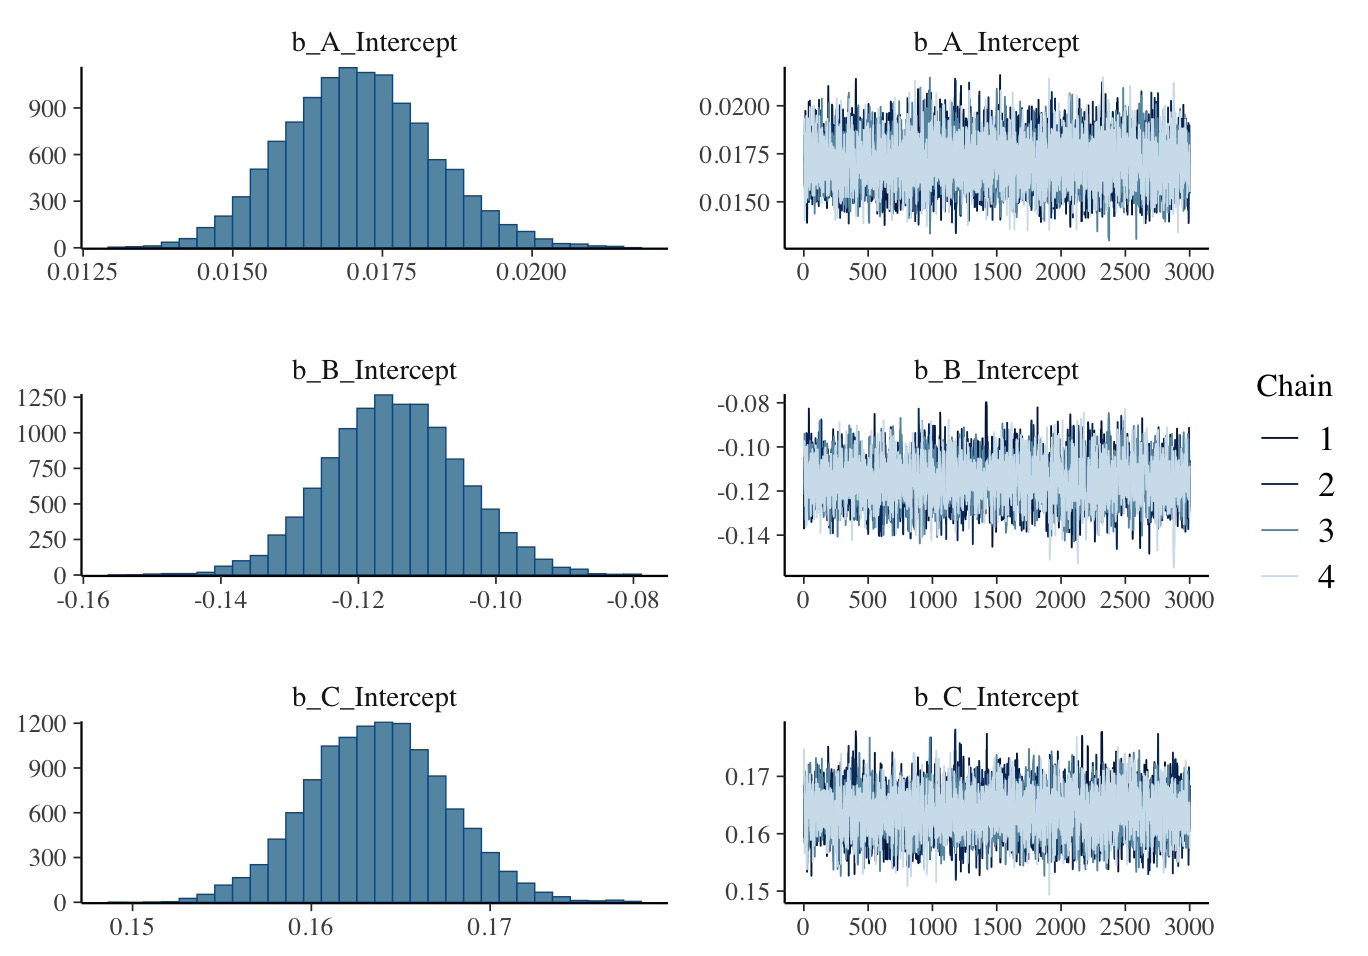 b_A_Intercept
900
600
300
0
0.0125 0.0150 0.0175 0.0200
b_A_Intercept
0.0200
0.0175
0.0150
0 500 1000 1500 2000 2500 3000
b_B_Intercept
1250
1000
750
500
250
0
-0.16 -0.14 -0.12 -0.10 -0.08
b_B_Intercept
-0.08
-0.10
-0.12
-0.14
0 500 1000 1500 2000 2500 3000
b_C_Intercept
1200
900
600
300
0
0.15 0.16 0.17
b_C_Intercept
0.17
0.16
0.15
0 500 1000 1500 2000 2500 3000
Chain
1
2
3
4